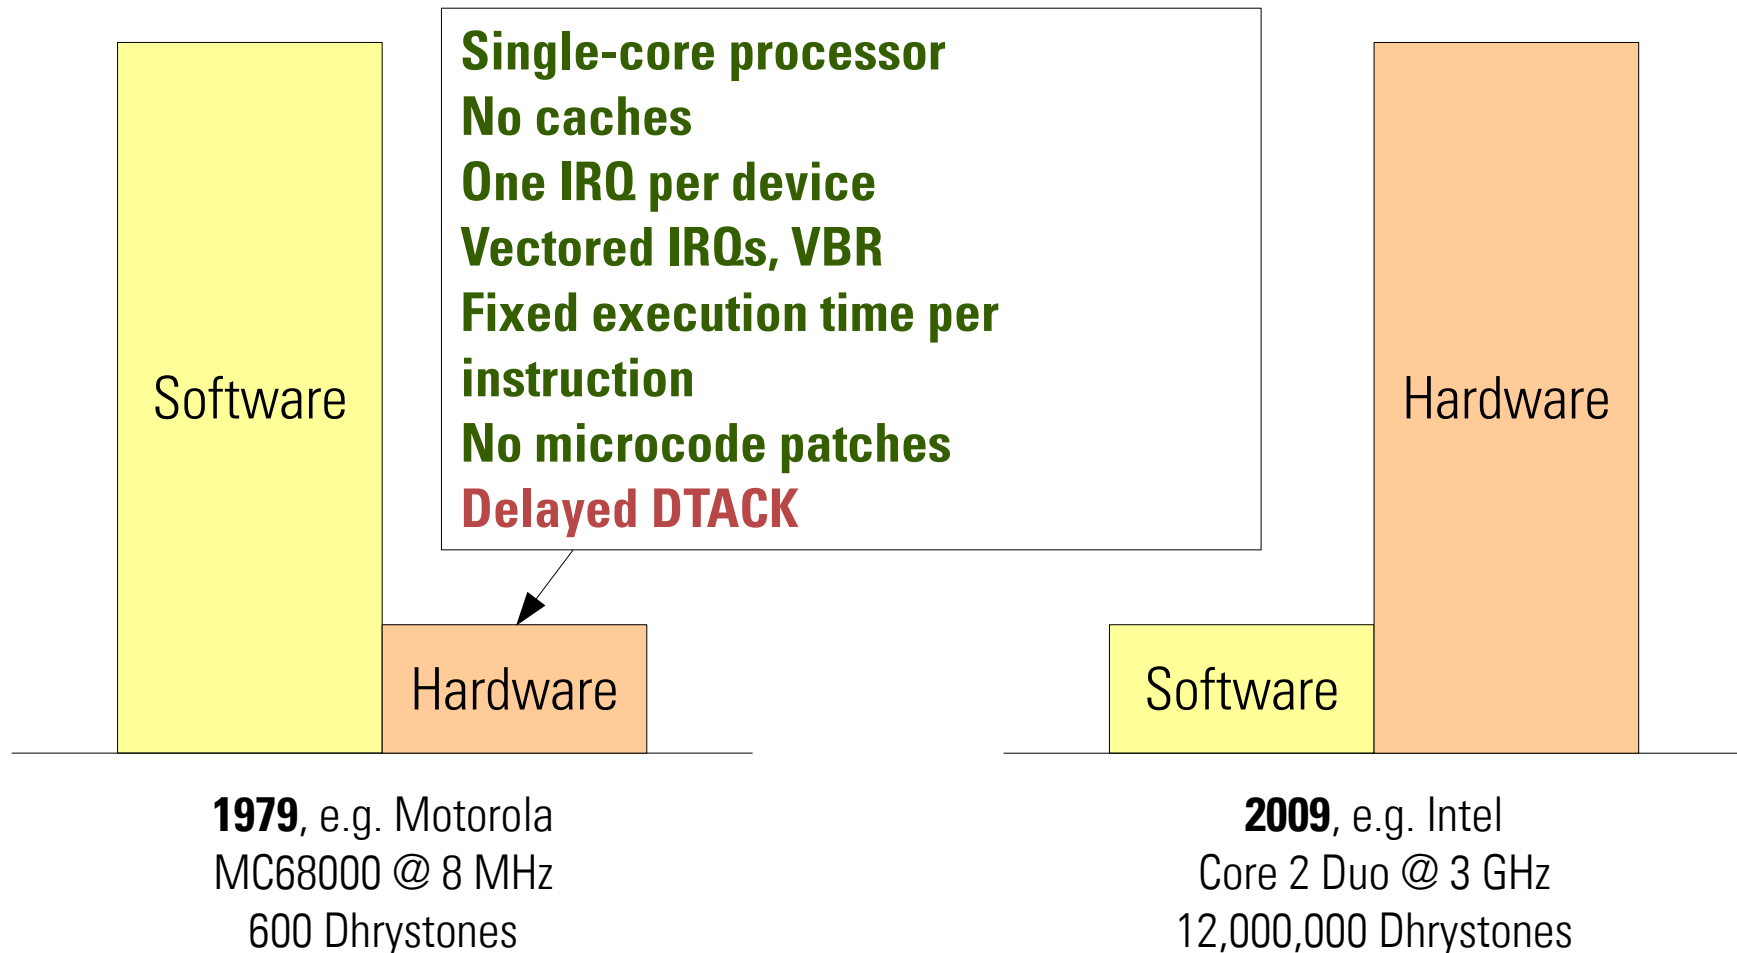 Single-core processor
No caches
One IRQ per device
Vectored IRQs, VBR
Fixed execution time per
instruction
No microcode patches
Delayed DTACK
Software
Hardware
Hardware
Software
1979, e.g. Motorola
MC68000 @ 8 MHz
600 Dhrystones
2009, e.g. Intel
Core 2 Duo @ 3 GHz
12,000,000 Dhrystones